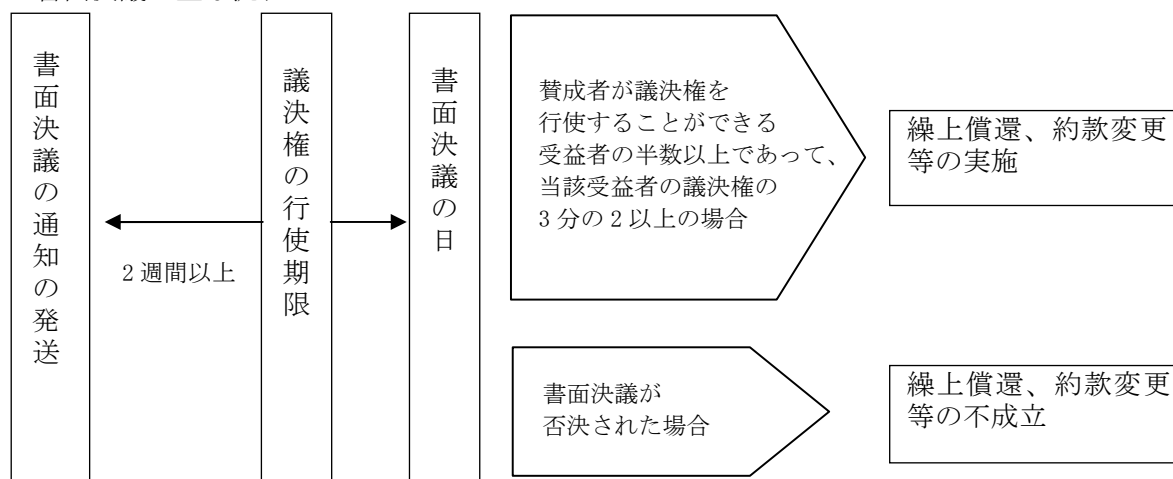 書面決議の通知の発送
2週間以上
議決権の行使期限
書面決議の日
賛成者が議決権を
行使することができる
受益者の半数以上であって、
当該受益者の議決権の
3分の2以上の場合
繰上償還、約款変更
等の実施
書面決議が
否決された場合
繰上償還、約款変更
等の不成立